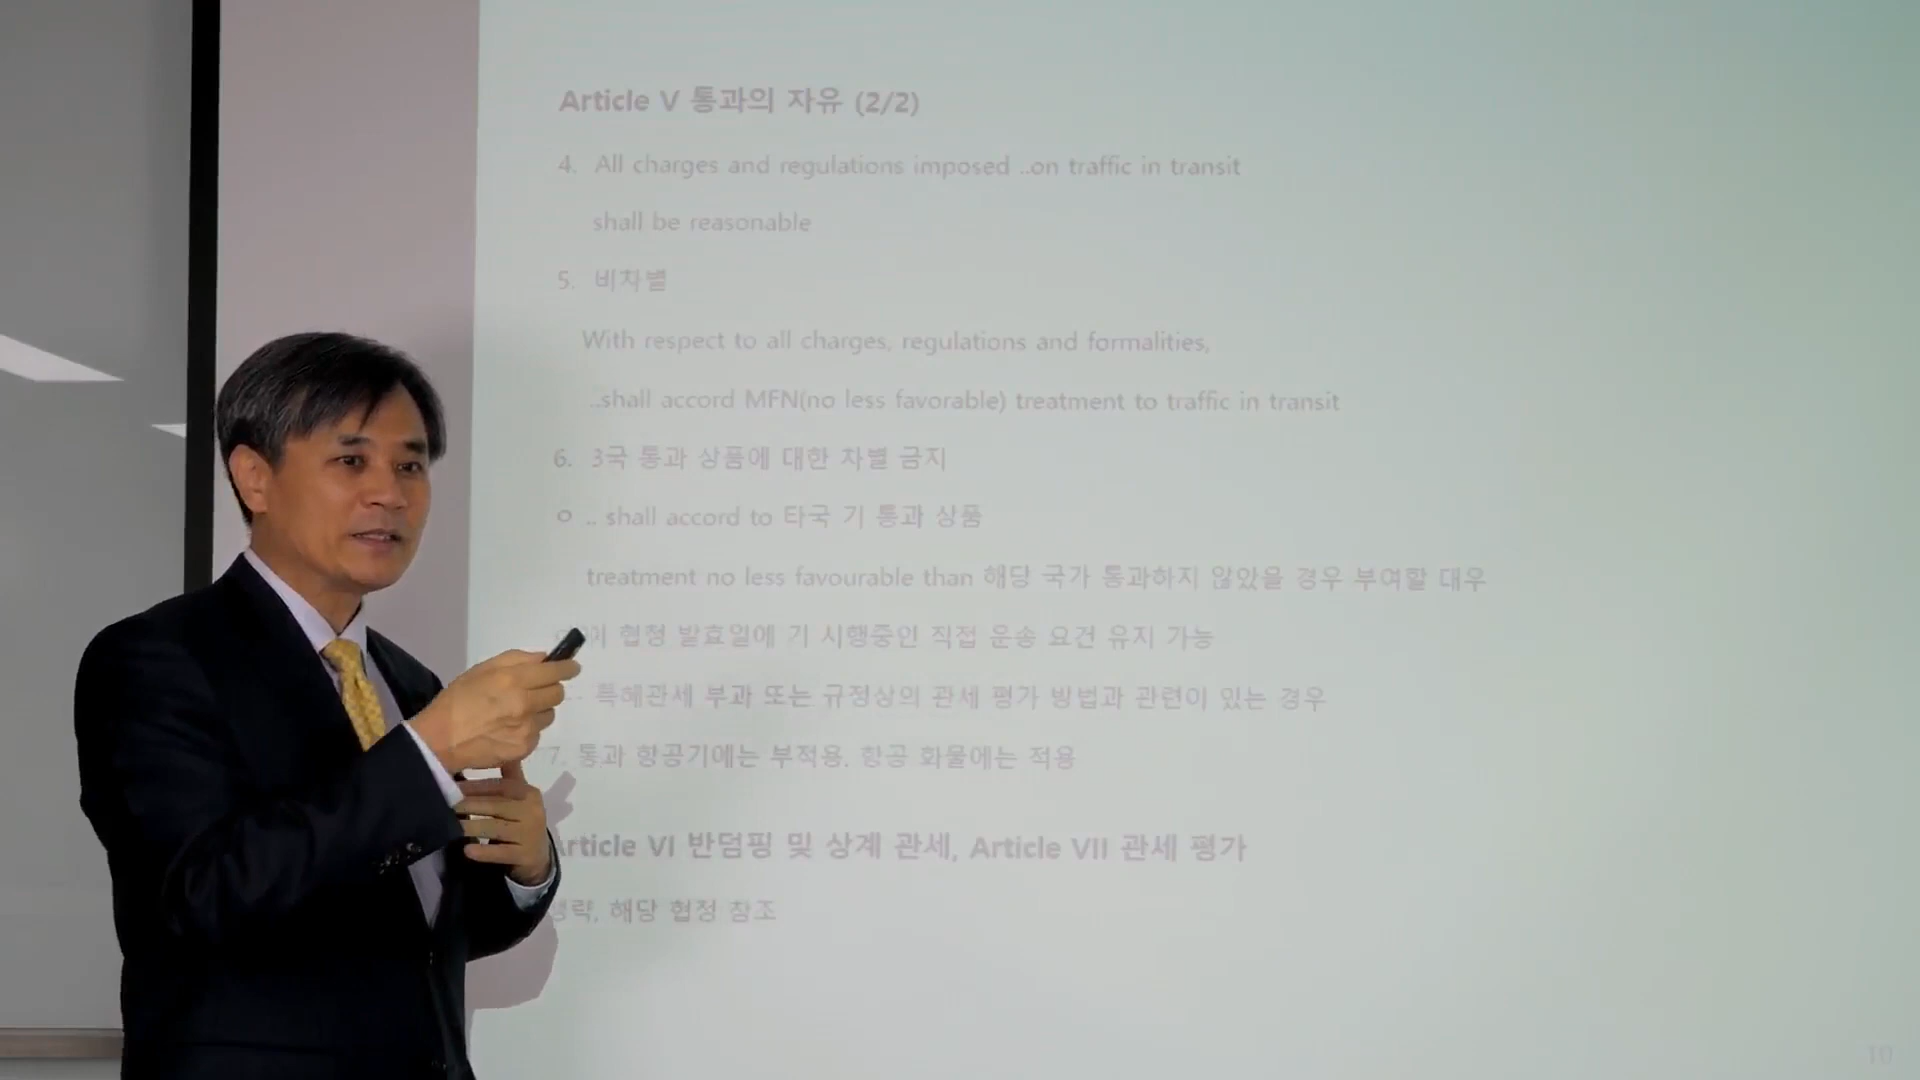 Article V 통과의 자유 (2/2)
4. All charges and regulations imposed ..on traffic in transit
shall be reasonable
5. 비차별
With respect to all charges, regulations and formalities,
..shall accord MFN(no less favorable) treatment to traffic in transit
6. 3국 통과 상품에 대한 차별 금지
ㅇ .. shall accord to 타국 기 통과 상품
treatment no less favourable than 해당 국가 통과하지 않았을 경우 부여할 대우
이 협정 발효일에 기 시행중인 직접 운송 요건 유지 가능
특혜관세 부과 또는 규정상의 관세 평가 방법과 관련이 있는 경우
7. 통과 항공기에는 부적용, 항공 화물에는 적용
Article VI 반덤핑 및 상계 관세, Article VII 관세 평가
생략, 해당 협정 참조
10